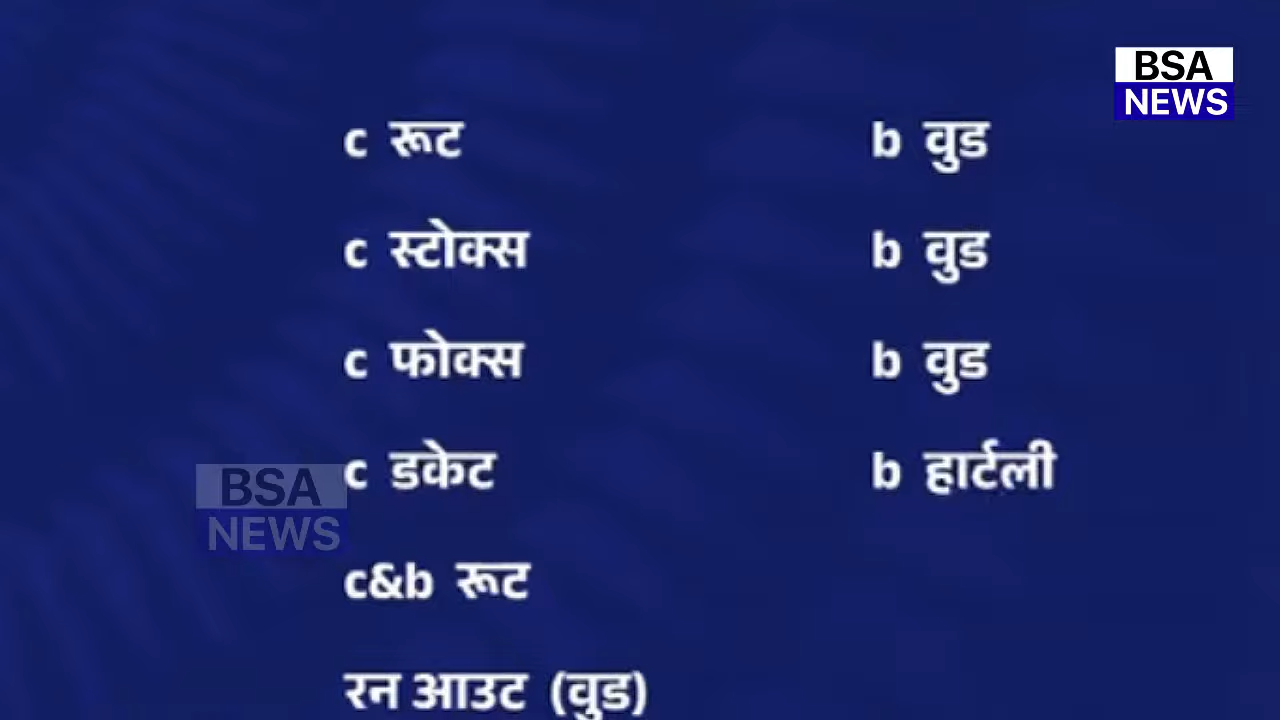 BSA
NEWS
c रूट b वुड
c स्टोक्स b वुड
c फोक्स b वुड
c डकेट b हार्टली
BSA
NEWS
c&b रूट
रन आउट (वुड)